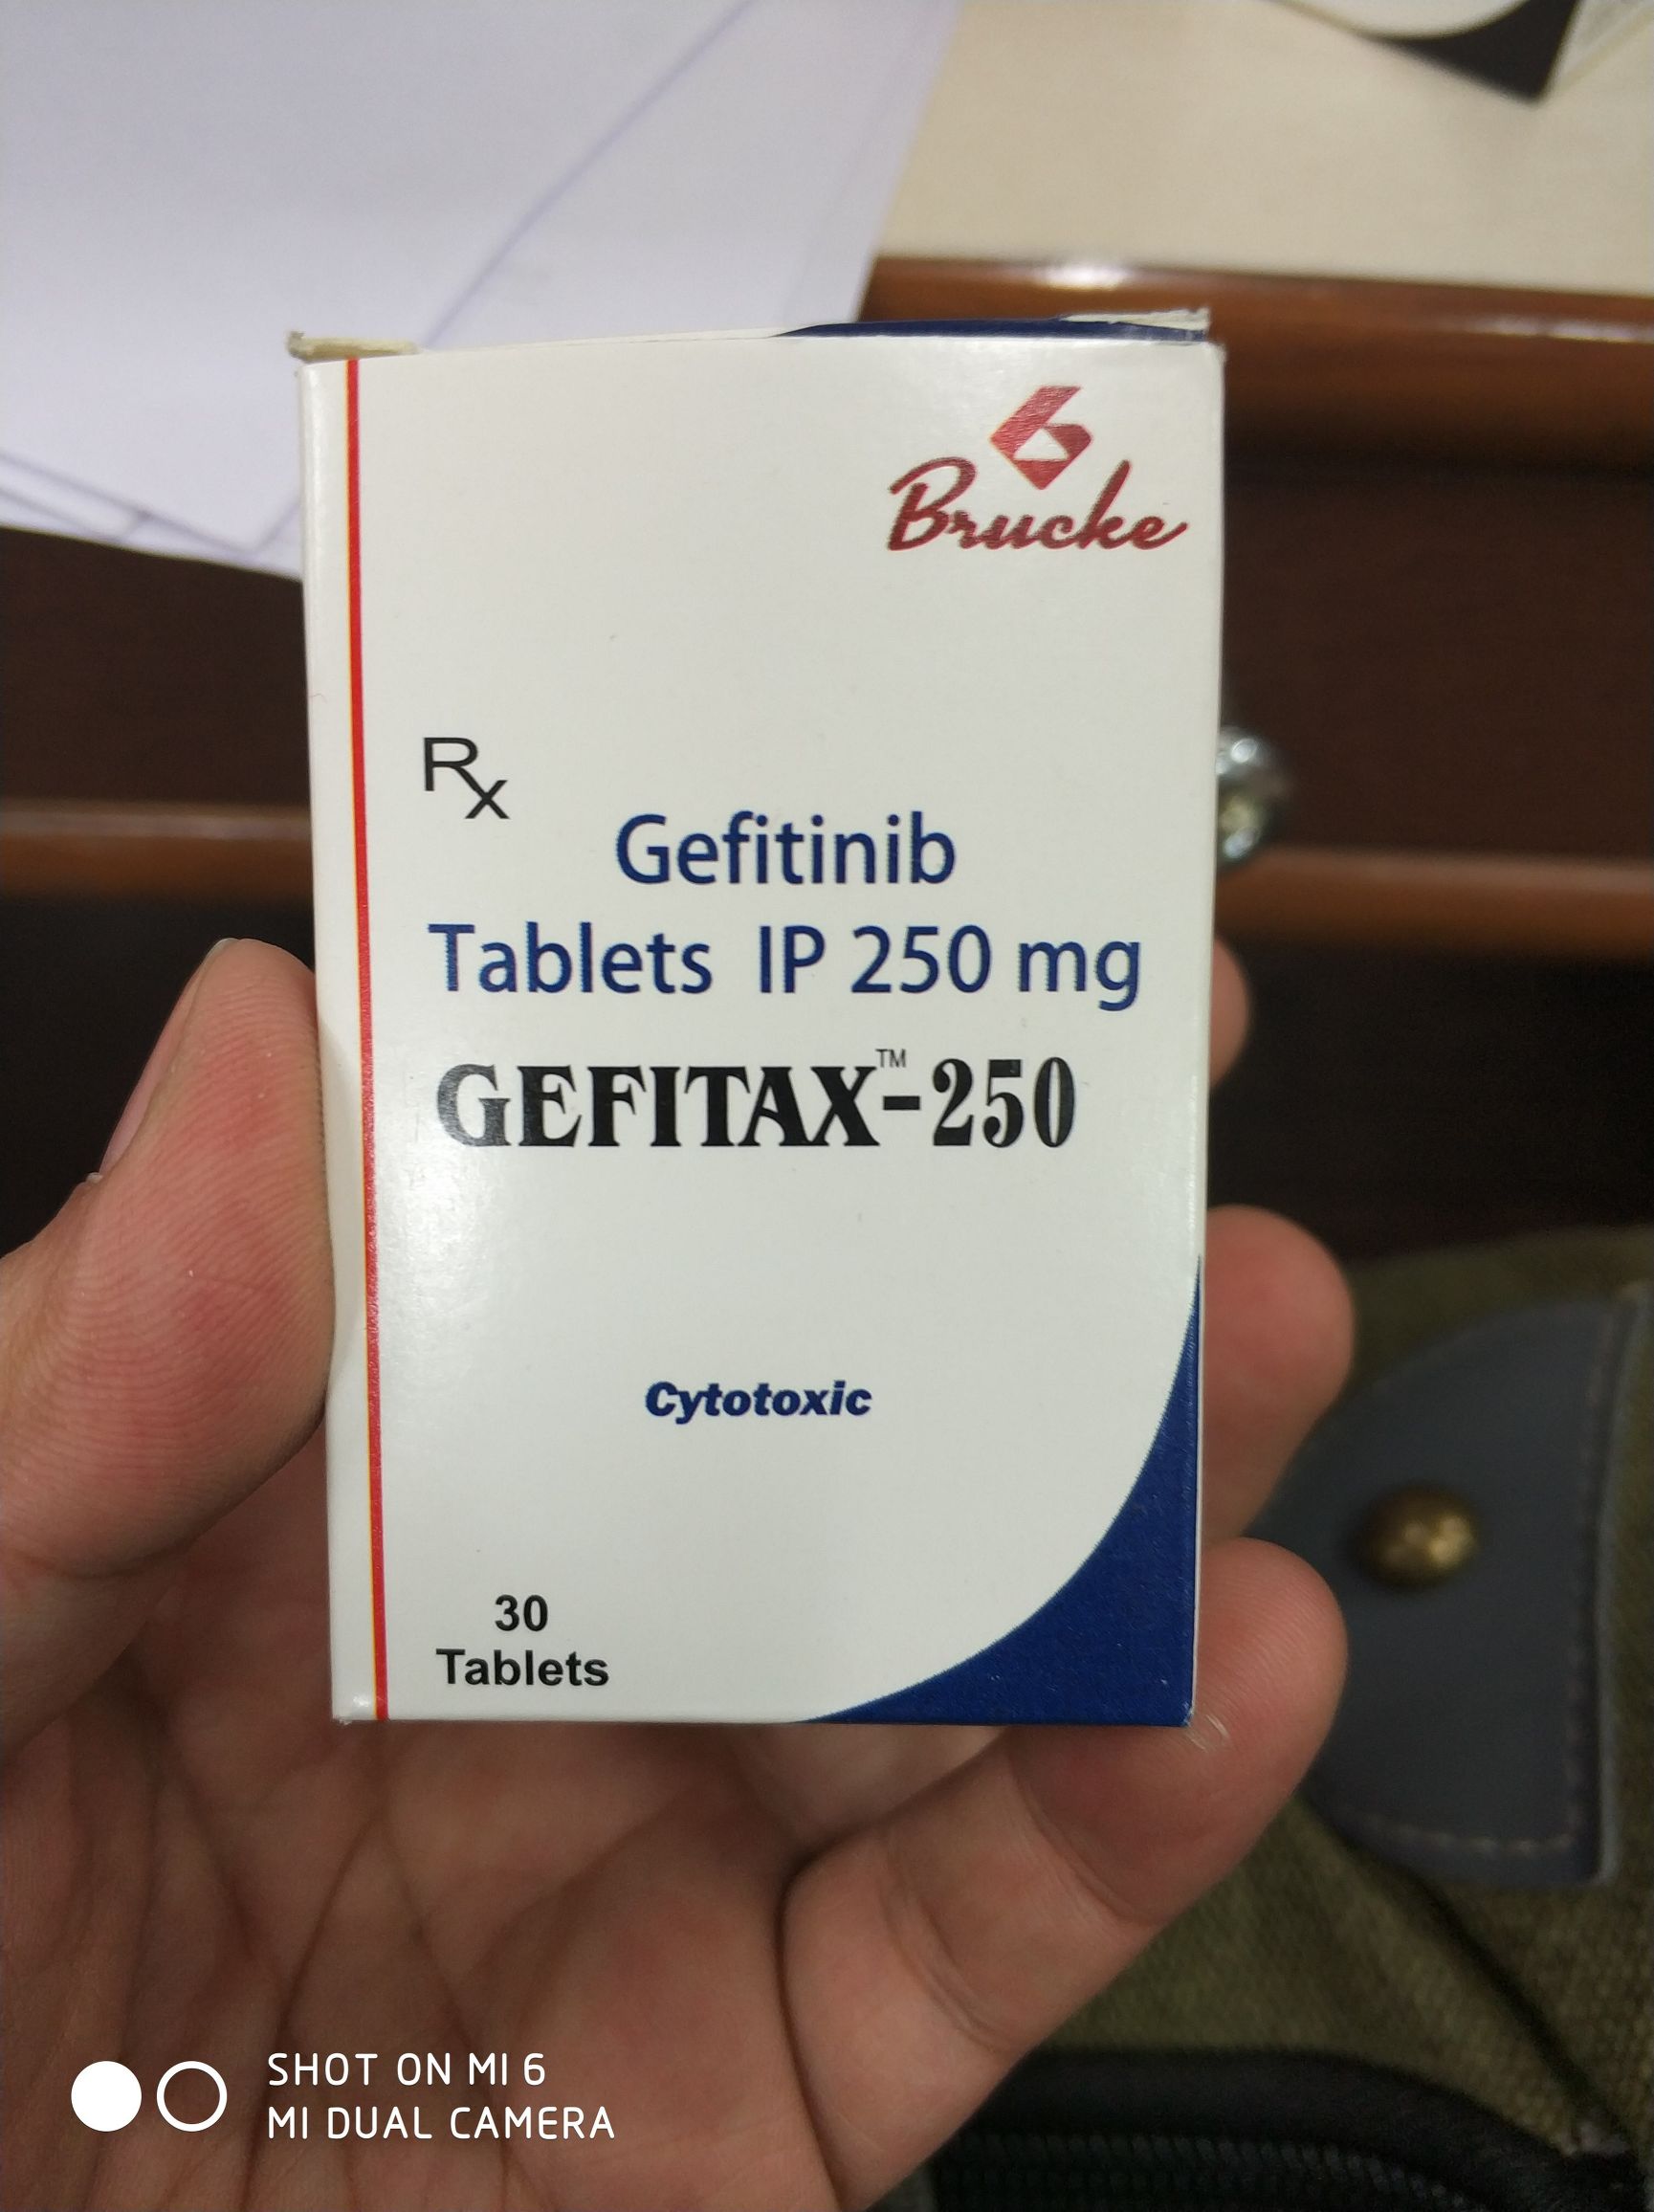 Brucke
Rx
Gefitinib
Tablets IP 250 mg
GEFITAX™-250
Cytotoxic
30
Tablets
SHOT ON MI 6
MI DUAL CAMERA